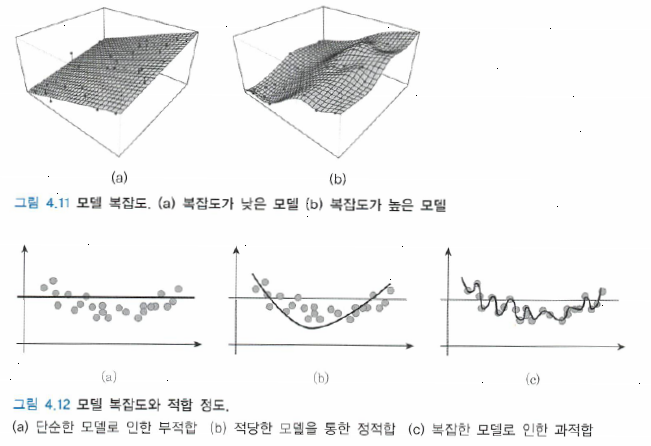 (a)
(b)
그림 4.11 모델 복잡도. (a) 복잡도가 낮은 모델 (b) 복잡도가 높은 모델
(a)
(b)
(c)
그림 4.12 모델 복잡도와 적합 정도.
(a) 단순한 모델로 인한 부적합 (b) 적당한 모델을 통한 정적합 (c) 복잡한 모델로 인한 과적합